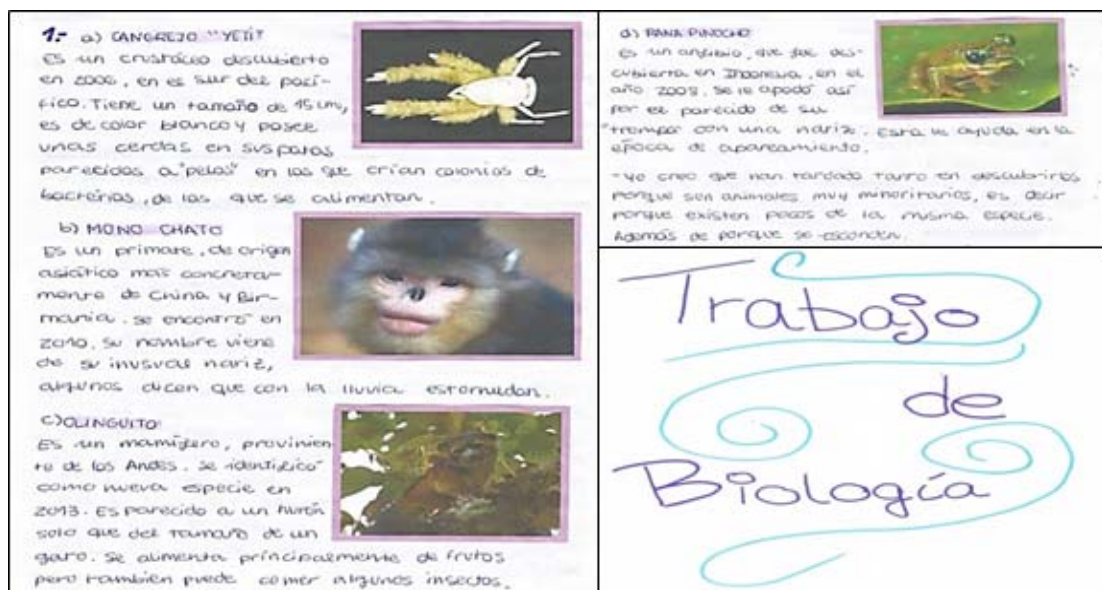 1.- a) CANGREJO "YETI"
Es un crustáceo descubierto
en 2006, en es sur del pací-
fico. Tiene un tamaño de 15 cm,
es de color blanco y posee
unas cerdas en sus patas
parecidas a "pelos" en las que crían colonias de
bacterias, de las que se alimentan.
b) MONO CHATO
Es un primate, de origen
asiático mas concreta-
mente de China y Bir-
mania. Se encontró en
2010, su nombre viene
de su inusual nariz,
algunos dicen que con la lluvia estornudan.
c) OLINGUITO
Es un mamífero, provinien-
te de los Andes. Se identificó
como nueva especie en
2013. Es parecido a un hurón
solo que del tamaño de un
gato. Se alimenta principalmente de frutos
pero tambien puede comer algunos insectos.
d) RANA PINOCHO
Es un anfibio, que fue des-
cubierta en Indonesia, en el
año 2008. Se le apodó así
por el parecido de su
trompa con una nariz. Esta le ayuda en la
época de apareamiento.
- Yo creo que han tardado tanto en descubrirlos
porque son animales muy minoritarios, es decir
porque existen pocos de la misma especie.
Además de porque se esconden.
Trabajo
de
Biología